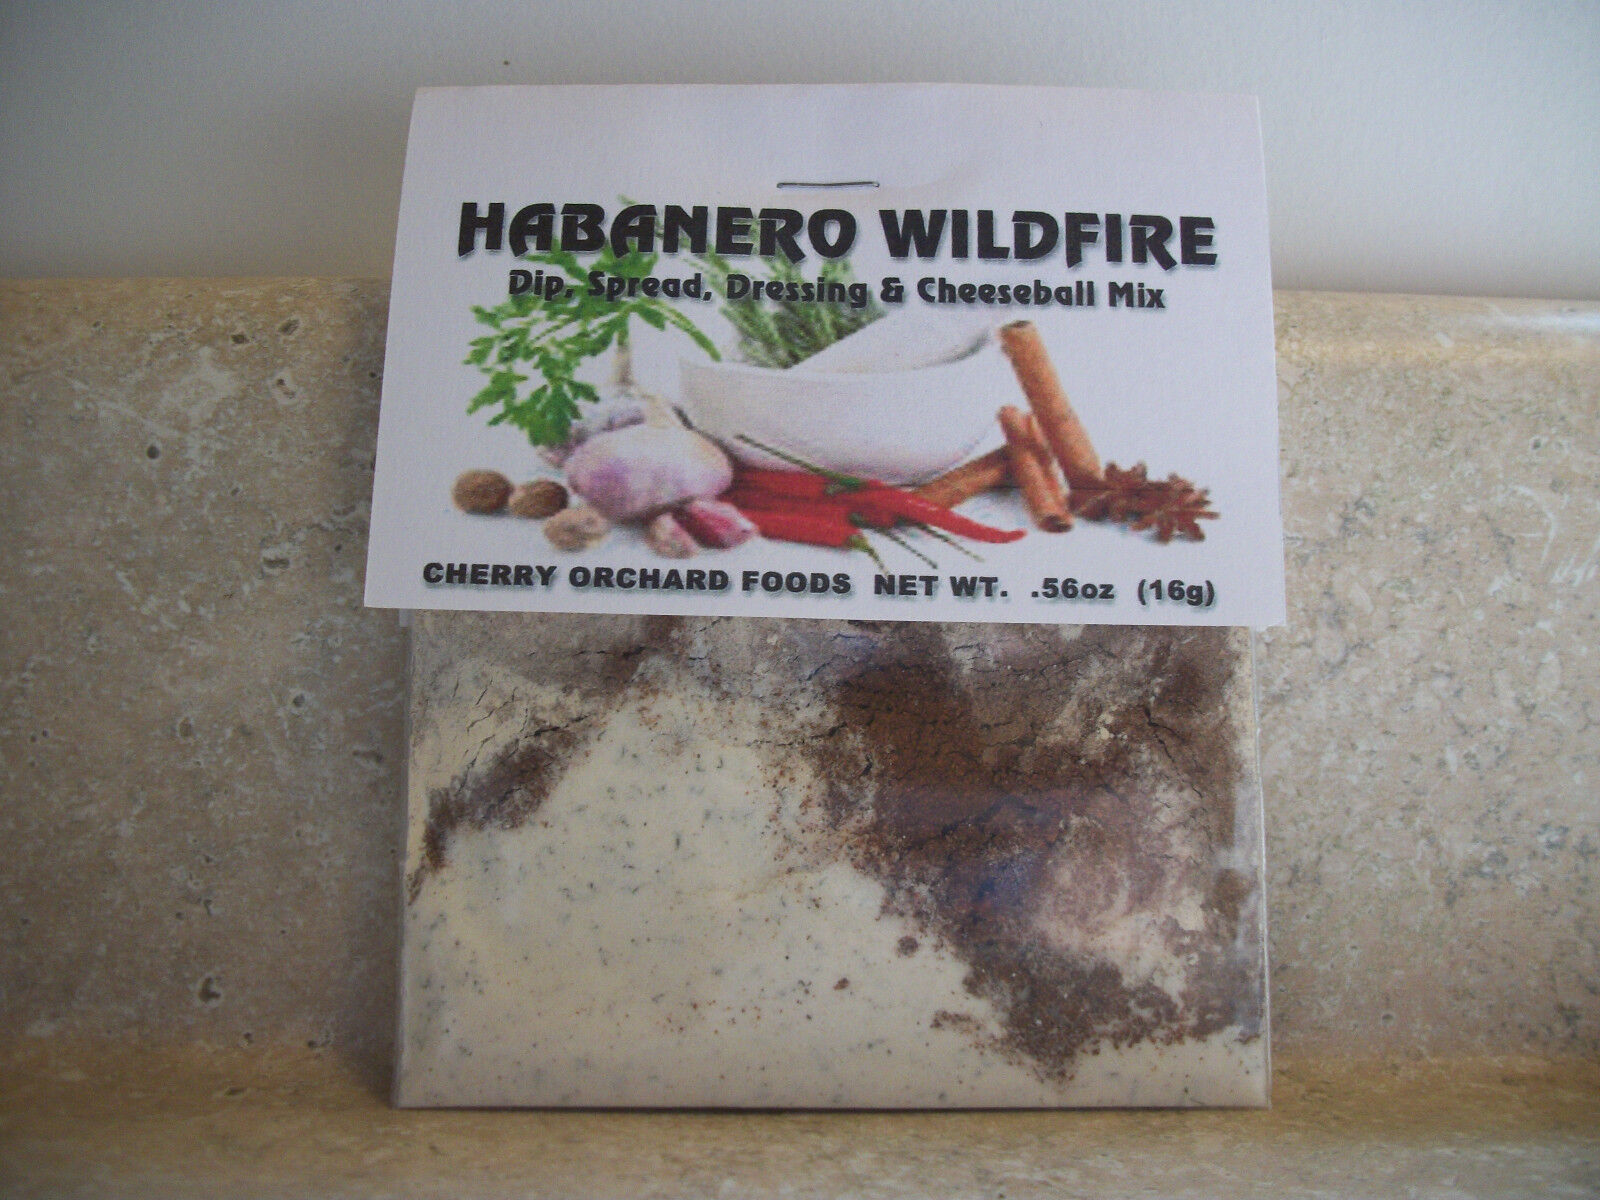 HABANERO WILDFIRE
Dip, Spread, Dressing & Cheeseball Mix
CHERRY ORCHARD FOODS NET WT. .56oz (16g)